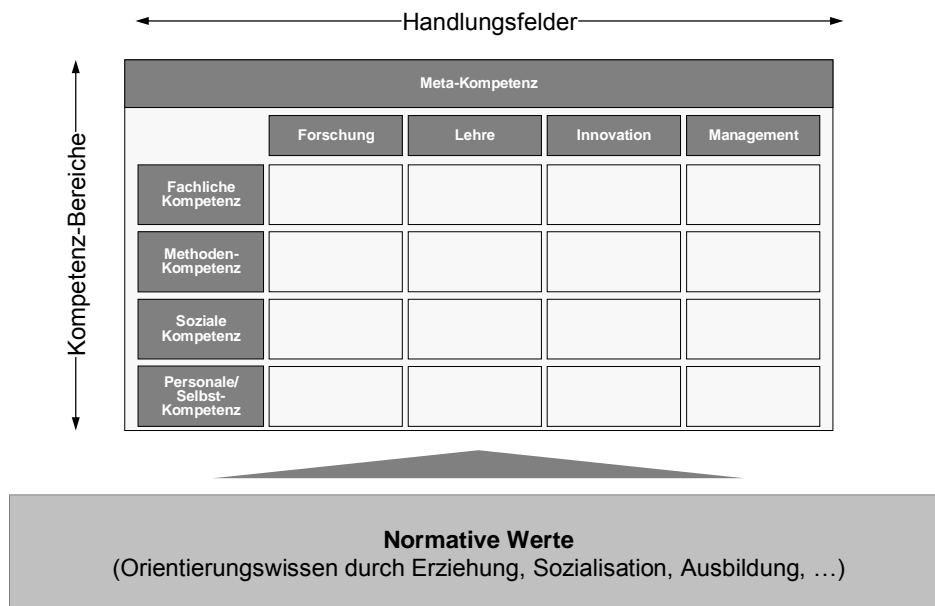 Handlungsfelder
Kompetenz-Bereiche
Meta-Kompetenz
Forschung
Lehre
Innovation
Management
Fachliche
Kompetenz
Methoden-
Kompetenz
Soziale
Kompetenz
Personale/
Selbst-
Kompetenz
Normative Werte
(Orientierungswissen durch Erziehung, Sozialisation, Ausbildung, …)